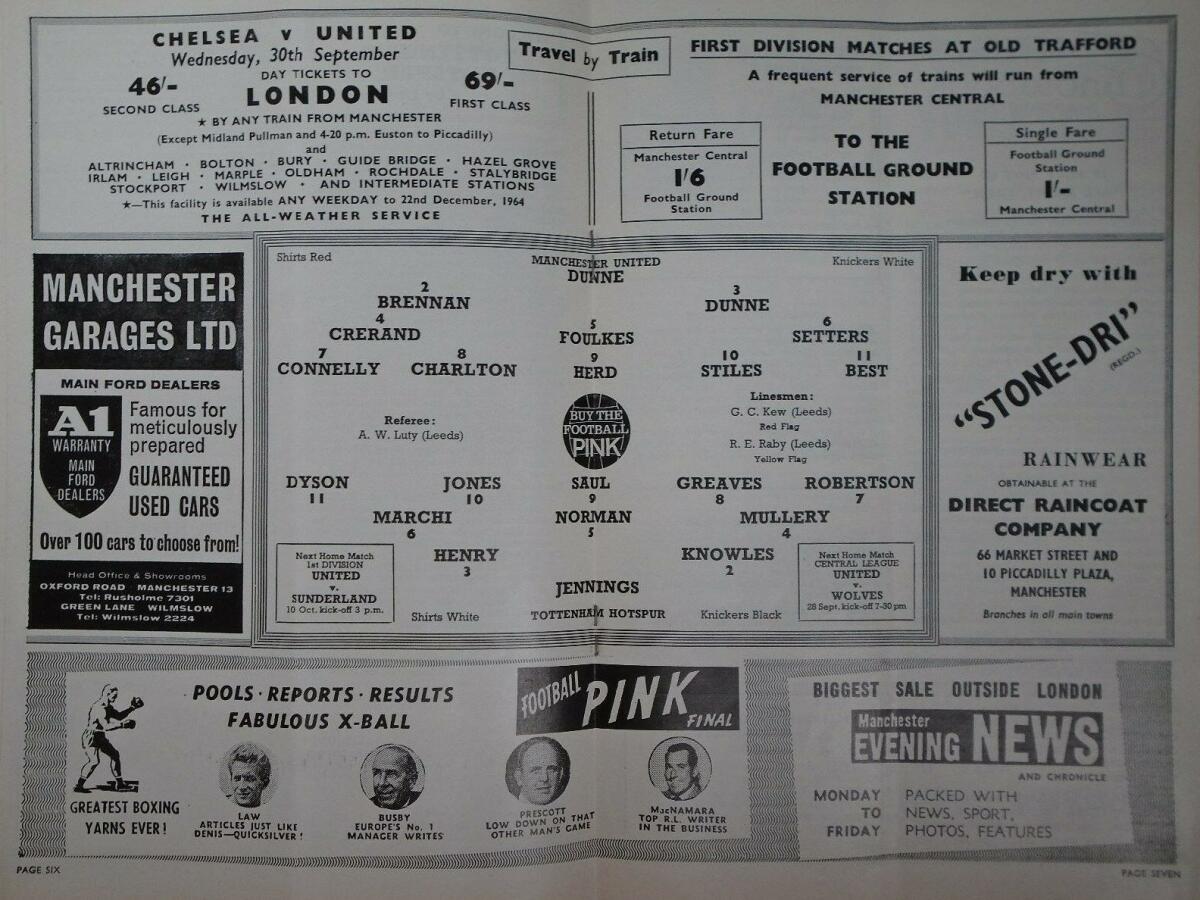 CHELSEA v UNITED
Wednesday, 30th September
46/-
SECOND CLASS
DAY TICKETS TO
LONDON
69/-
FIRST CLASS
★ BY ANY TRAIN FROM MANCHESTER
(Except Midland Pullman and 4-20 p.m. Euston to Piccadilly)
and
ALTRINCHAM · BOLTON · BURY · GUIDE BRIDGE · HAZEL GROVE
IRLAM · LEIGH · MARPLE · OLDHAM · ROCHDALE · STALYBRIDGE
STOCKPORT · WILMSLOW · AND INTERMEDIATE STATIONS
★—This facility is available ANY WEEKDAY to 22nd December, 1964
THE ALL-WEATHER SERVICE
Travel by Train
FIRST DIVISION MATCHES AT OLD TRAFFORD
A frequent service of trains will run from
MANCHESTER CENTRAL
Return Fare
Manchester Central
1'6
Football Ground
Station
TO THE
FOOTBALL GROUND
STATION
Single Fare
Football Ground
Station
1/-
Manchester Central
MANCHESTER
GARAGES LTD
MAIN FORD DEALERS
A1
WARRANTY
MAIN
FORD
DEALERS
Famous for
meticulously
prepared
GUARANTEED
USED CARS
Over 100 cars to choose from!
Head Office & Showrooms
OXFORD ROAD MANCHESTER 13
Tel: Rusholme 7301
GREEN LANE WILMSLOW
Tel: Wilmslow 2224
Shirts Red
MANCHESTER UNITED
Knickers White
DUNNE
2
BRENNAN
3
DUNNE
4
CRERAND
5
FOULKES
6
SETTERS
7
CONNELLY
8
CHARLTON
9
HERD
10
STILES
11
BEST
Referee:
A. W. Luty (Leeds)
BUY THE
FOOTBALL
PINK
Linesmen:
G. C. Kew (Leeds)
Red Flag
R. E. Raby (Leeds)
Yellow Flag
DYSON
11
JONES
10
SAUL
9
GREAVES
8
ROBERTSON
7
MARCHI
6
NORMAN
5
MULLERY
4
HENRY
3
KNOWLES
2
JENNINGS
Next Home Match
1st DIVISION
UNITED
v.
SUNDERLAND
10 Oct. kick-off 3 p.m.
Shirts White
TOTTENHAM HOTSPUR
Knickers Black
Next Home Match
CENTRAL LEAGUE
UNITED
v.
WOLVES
28 Sept. kick-off 7-30 pm
Keep dry with
"STONE-DRI"
(REGD.)
RAINWEAR
OBTAINABLE AT THE
DIRECT RAINCOAT
COMPANY
66 MARKET STREET AND
10 PICCADILLY PLAZA,
MANCHESTER
Branches in all main towns
GREATEST BOXING
YARNS EVER!
POOLS · REPORTS · RESULTS
FABULOUS X-BALL
FOOTBALL PINK FINAL
LAW
ARTICLES JUST LIKE
DENIS—QUICKSILVER!
BUSBY
EUROPE'S No. 1
MANAGER WRITES
PRESCOTT
LOW DOWN ON THAT
OTHER MAN'S GAME
MacNAMARA
TOP R.L. WRITER
IN THE BUSINESS
BIGGEST SALE OUTSIDE LONDON
Manchester
EVENING NEWS
AND CHRONICLE
MONDAY
TO
FRIDAY
PACKED WITH
NEWS, SPORT,
PHOTOS, FEATURES
PAGE SIX
PAGE SEVEN